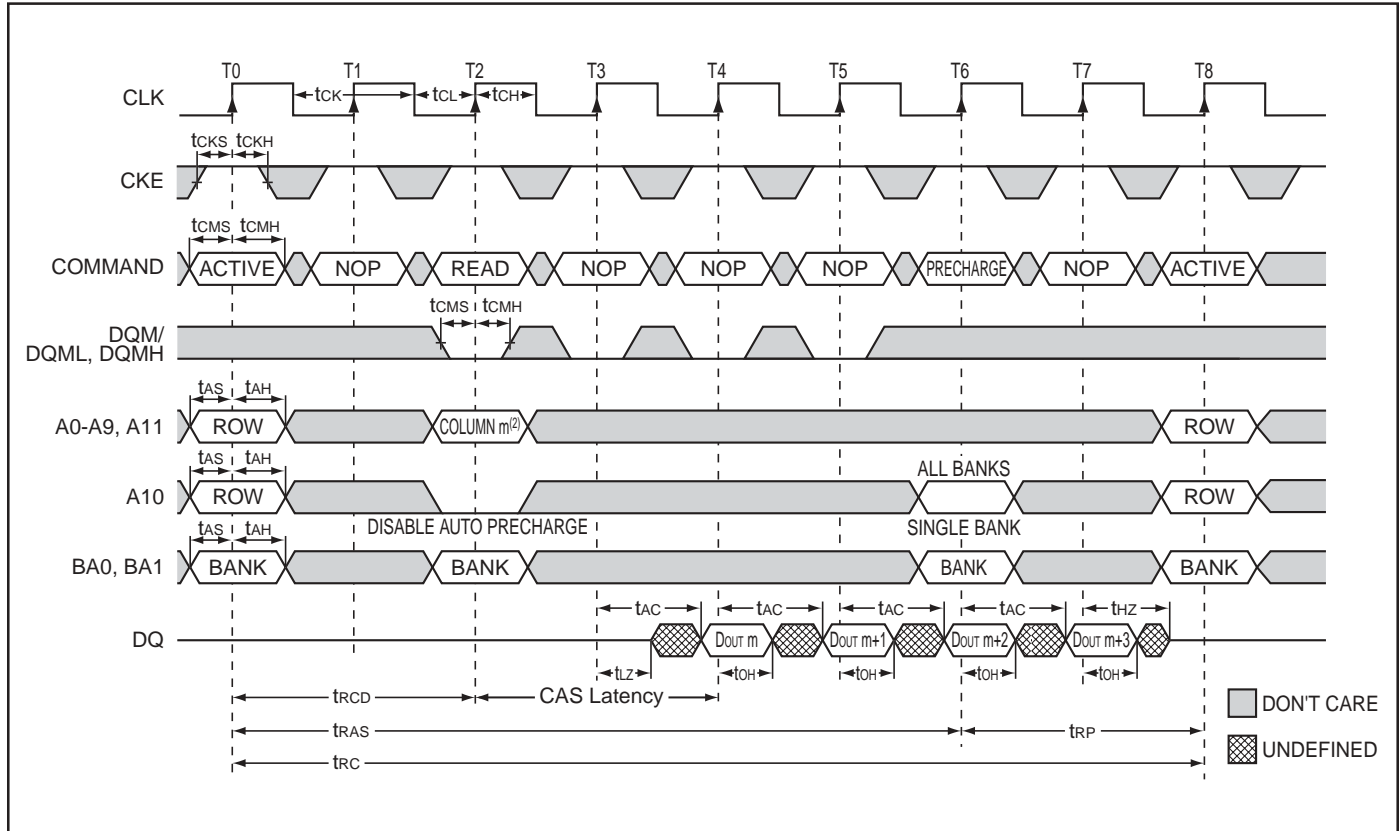 T0 T1 T2 T3 T4 T5 T6 T7 T8
CLK
tCK tCL tCH
tCKS tCKH
CKE
tCMS tCMH
COMMAND ACTIVE NOP READ NOP NOP NOP PRECHARGE NOP ACTIVE
tCMS tCMH
DQM/
DQML, DQMH
tAS tAH
A0-A9, A11 ROW COLUMN m(2) ROW
tAS tAH
ALL BANKS
A10 ROW ROW
DISABLE AUTO PRECHARGE SINGLE BANK
tAS tAH
BA0, BA1 BANK BANK BANK BANK
tAC tAC tAC tAC tHZ
DQ DOUT m DOUT m+1 DOUT m+2 DOUT m+3
tLZ tOH tOH tOH tOH
tRCD CAS Latency
DON'T CARE
tRAS tRP
UNDEFINED
tRC